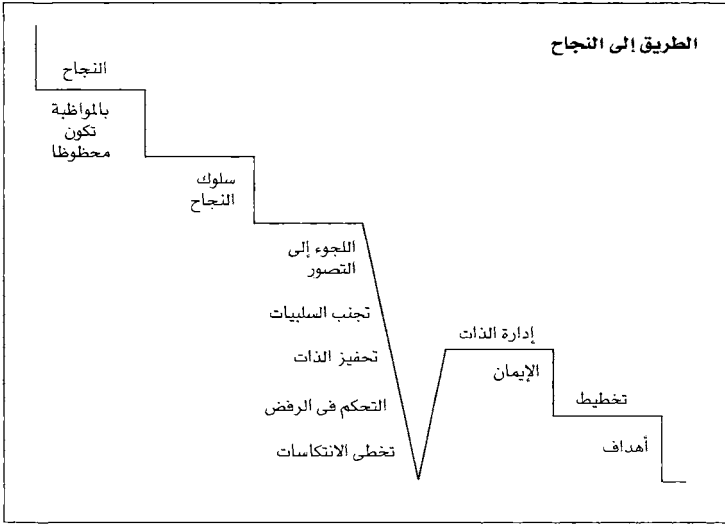 الطريق إلى النجاح
النجاح
بالمواظبة
تكون
محظوظا
سلوك
النجاح
اللجوء إلى
التصور
تجنب السلبيات
تحفيز الذات
التحكم فى الرفض
تخطى الانتكاسات
إدارة الذات
الإيمان
تخطيط
أهداف